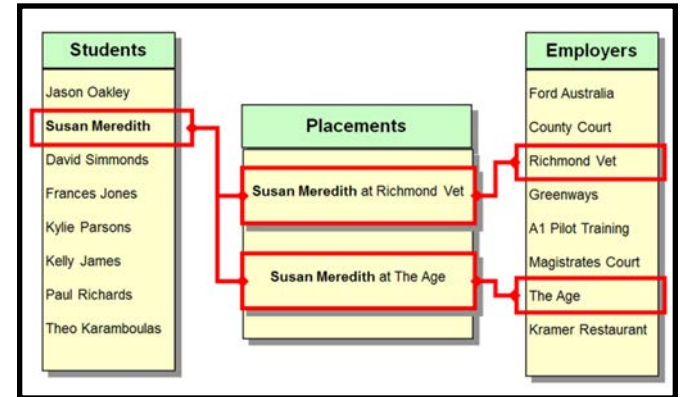 Students
Jason Oakley
Susan Meredith
David Simmonds
Frances Jones
Kylie Parsons
Kelly James
Paul Richards
Theo Karamboulas
Placements
Susan Meredith at Richmond Vet
Susan Meredith at The Age
Employers
Ford Australia
County Court
Richmond Vet
Greenways
A1 Pilot Training
Magistrates Court
The Age
Kramer Restaurant